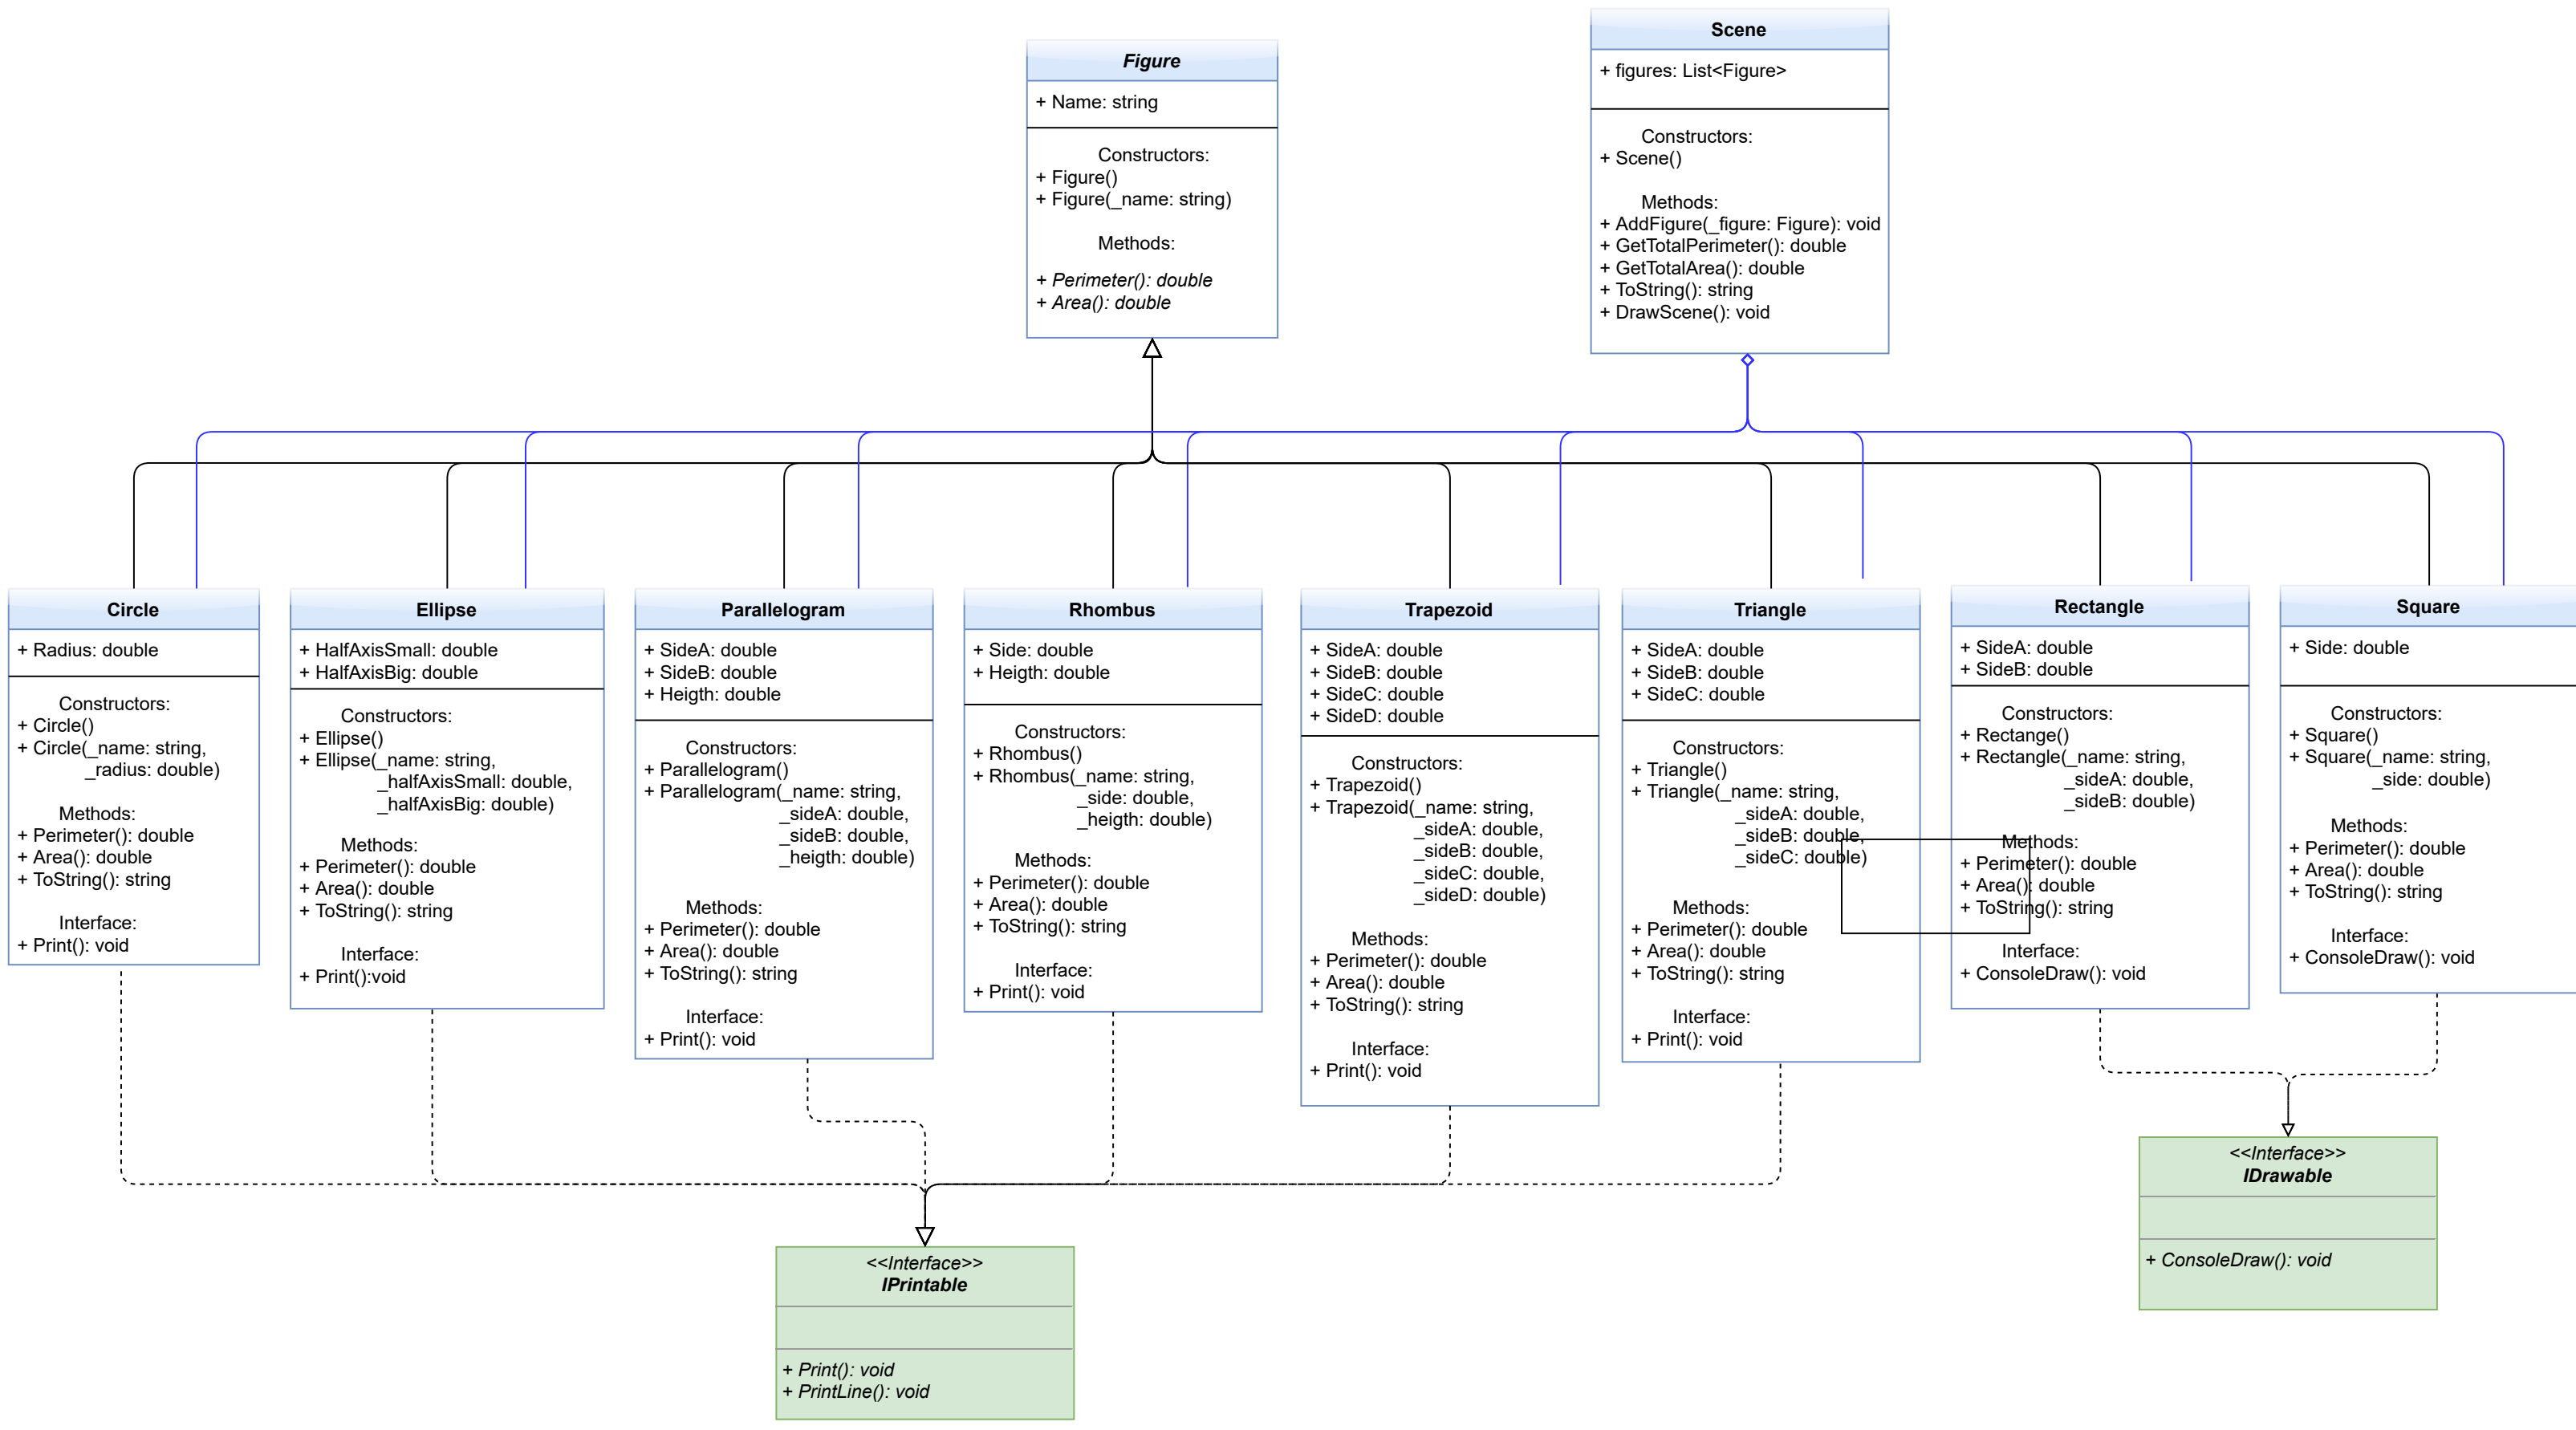 Figure
+ Name: string
Constructors:
+ Figure()
+ Figure(_name: string)
Methods:
+ Perimeter(): double
+ Area(): double
Scene
+ figures: List<Figure>
Constructors:
+ Scene()
Methods:
+ AddFigure(_figure: Figure): void
+ GetTotalPerimeter(): double
+ GetTotalArea(): double
+ ToString(): string
+ DrawScene(): void
Circle
+ Radius: double
Constructors:
+ Circle()
+ Circle(_name: string,
_radius: double)
Methods:
+ Perimeter(): double
+ Area(): double
+ ToString(): string
Interface:
+ Print(): void
Ellipse
+ HalfAxisSmall: double
+ HalfAxisBig: double
Constructors:
+ Ellipse()
+ Ellipse(_name: string,
_halfAxisSmall: double,
_halfAxisBig: double)
Methods:
+ Perimeter(): double
+ Area(): double
+ ToString(): string
Interface:
+ Print():void
Parallelogram
+ SideA: double
+ SideB: double
+ Heigth: double
Constructors:
+ Parallelogram()
+ Parallelogram(_name: string,
_sideA: double,
_sideB: double,
_heigth: double)
Methods:
+ Perimeter(): double
+ Area(): double
+ ToString(): string
Interface:
+ Print(): void
Rhombus
+ Side: double
+ Heigth: double
Constructors:
+ Rhombus()
+ Rhombus(_name: string,
_side: double,
_heigth: double)
Methods:
+ Perimeter(): double
+ Area(): double
+ ToString(): string
Interface:
+ Print(): void
Trapezoid
+ SideA: double
+ SideB: double
+ SideC: double
+ SideD: double
Constructors:
+ Trapezoid()
+ Trapezoid(_name: string,
_sideA: double,
_sideB: double,
_sideC: double,
_sideD: double)
Methods:
+ Perimeter(): double
+ Area(): double
+ ToString(): string
Interface:
+ Print(): void
Triangle
+ SideA: double
+ SideB: double
+ SideC: double
Constructors:
+ Triangle()
+ Triangle(_name: string,
_sideA: double,
_sideB: double,
_sideC: double)
Methods:
+ Perimeter(): double
+ Area(): double
+ ToString(): string
Interface:
+ Print(): void
Rectangle
+ SideA: double
+ SideB: double
Constructors:
+ Rectange()
+ Rectangle(_name: string,
_sideA: double,
_sideB: double)
Methods:
+ Perimeter(): double
+ Area(): double
+ ToString(): string
Interface:
+ ConsoleDraw(): void
Square
+ Side: double
Constructors:
+ Square()
+ Square(_name: string,
_side: double)
Methods:
+ Perimeter(): double
+ Area(): double
+ ToString(): string
Interface:
+ ConsoleDraw(): void
<<Interface>>
IPrintable
+ Print(): void
+ PrintLine(): void
<<Interface>>
IDrawable
+ ConsoleDraw(): void